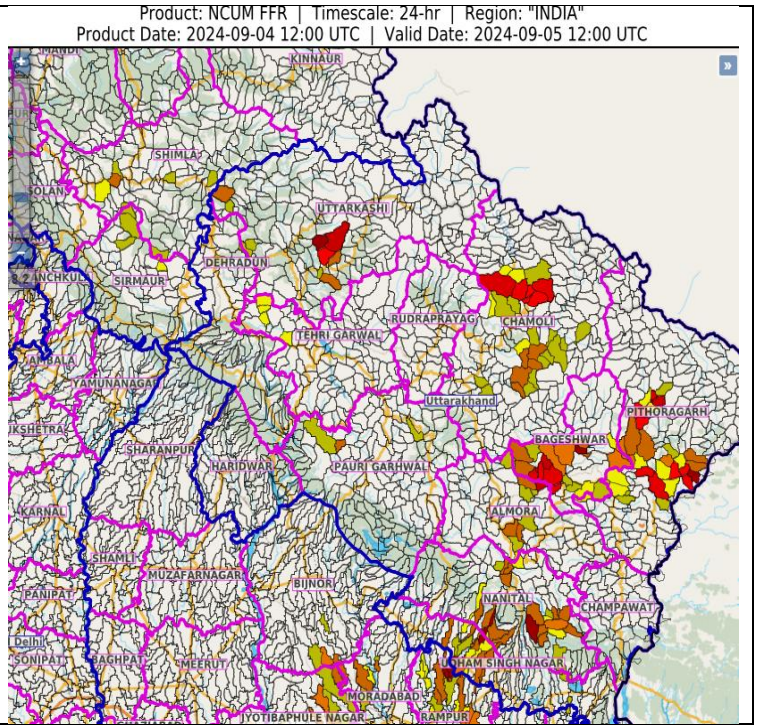 Product: NCUM FFR | Timescale: 24-hr | Region: "INDIA"
Product Date: 2024-09-04 12:00 UTC | Valid Date: 2024-09-05 12:00 UTC
MANDI
KINNAUR
+
»
SHIMLA
SOLAN
UTTARKASHI
DEHRADUN
SIRMAUR
RUDRAPRAYAG
CHAMOLI
TEHRI GARWAL
YAMUNANAGAR
Uttarakhand
PITHORAGARH
BAGESHWAR
SHARANPUR
HARIDWAR
PAURI GARHWAL
KARNAL
ALMORA
SHAMLI
MUZAFARNAGAR
BIJNOR
PANIPAT
NANITAL
CHAMPAWAT
Delhi
SONIPAT
BAGHPAT
MEERUT
UDHAM SINGH NAGAR
MORADABAD
JYOTIBAPHULE NAGAR
RAMPUR